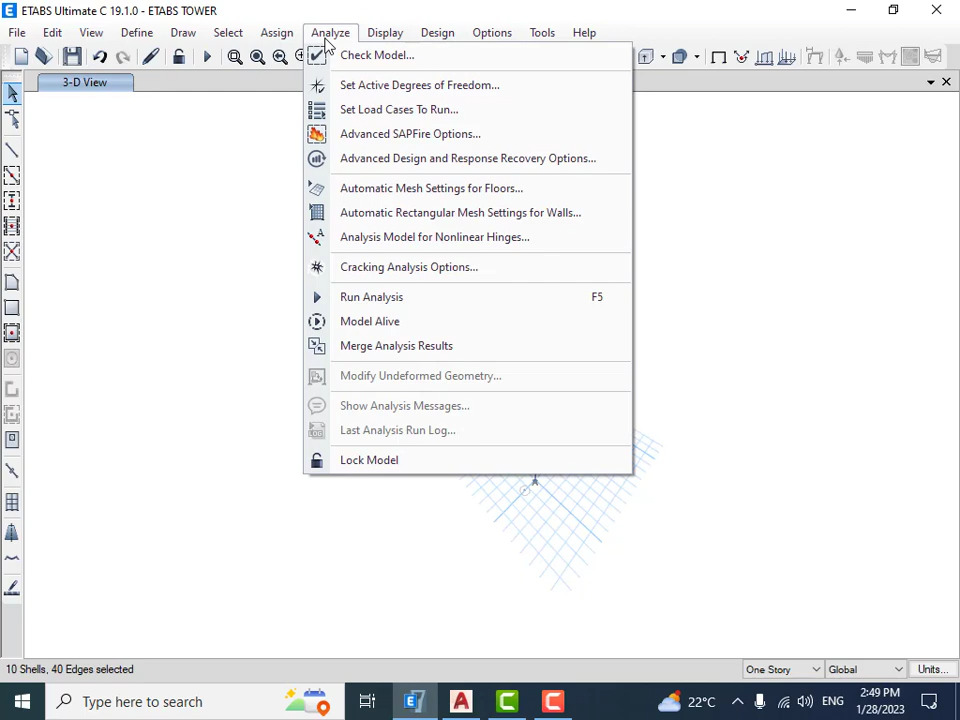 ETABS Ultimate C 19.1.0 - ETABS TOWER
File Edit View Define Draw Select Assign Analyze Display Design Options Tools Help
3-D View
Check Model...
Set Active Degrees of Freedom...
Set Load Cases To Run...
Advanced SAPFire Options...
Advanced Design and Response Recovery Options...
Automatic Mesh Settings for Floors...
Automatic Rectangular Mesh Settings for Walls...
Analysis Model for Nonlinear Hinges...
Cracking Analysis Options...
Run Analysis F5
Model Alive
Merge Analysis Results
Modify Undeformed Geometry...
Show Analysis Messages...
Last Analysis Run Log...
Lock Model
10 Shells, 40 Edges selected One Story Global Units...
Type here to search 22°C ENG 2:49 PM
1/28/2023